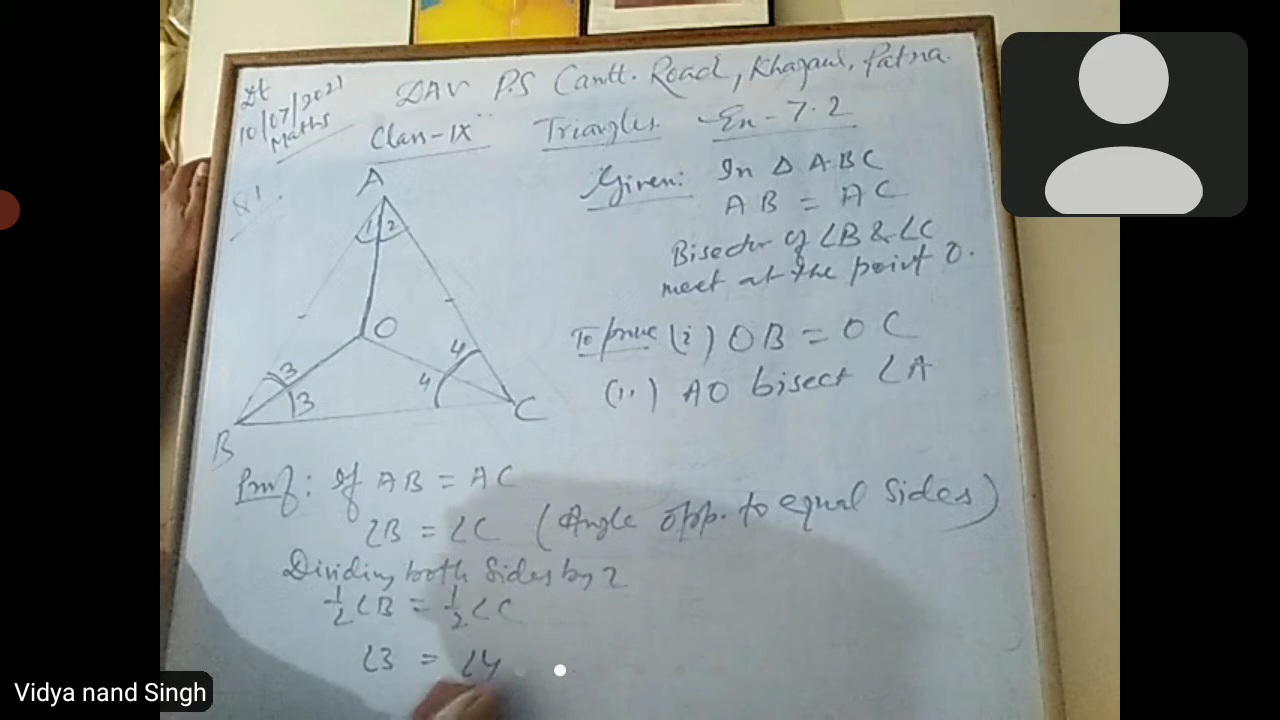 Dt
10/07/2021
Maths
DAV P.S Cantt. Road, Khagaul, Patna.
Class-IX Triangles. Ex-7.2
Q1.
A
1 2
O
3
3
4
4
B
C
Given: In Δ ABC
AB = AC
Bisector of ∠B & ∠C
meet at the point O.
To prove (i) OB = OC
(ii) AO bisect ∠A
Proof: If AB = AC
∠B = ∠C (Angle opp. to equal sides)
Dividing both sides by 2
1/2 ∠B = 1/2 ∠C
∠3 = ∠4
Vidya nand Singh